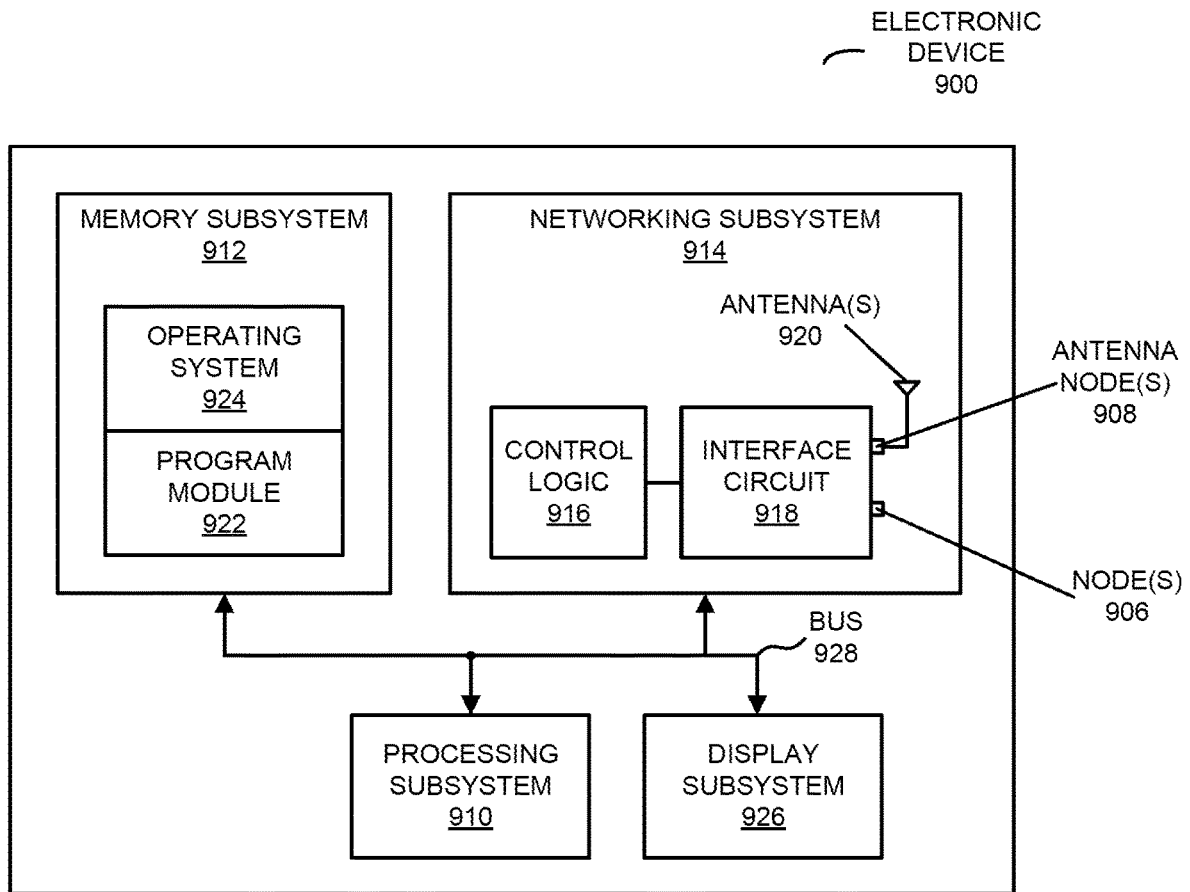 ELECTRONIC
DEVICE
900
MEMORY SUBSYSTEM
912
OPERATING
SYSTEM
924
PROGRAM
MODULE
922
NETWORKING SUBSYSTEM
914
ANTENNA(S)
920
CONTROL
LOGIC
916
INTERFACE
CIRCUIT
918
ANTENNA
NODE(S)
908
NODE(S)
906
BUS
928
PROCESSING
SUBSYSTEM
910
DISPLAY
SUBSYSTEM
926